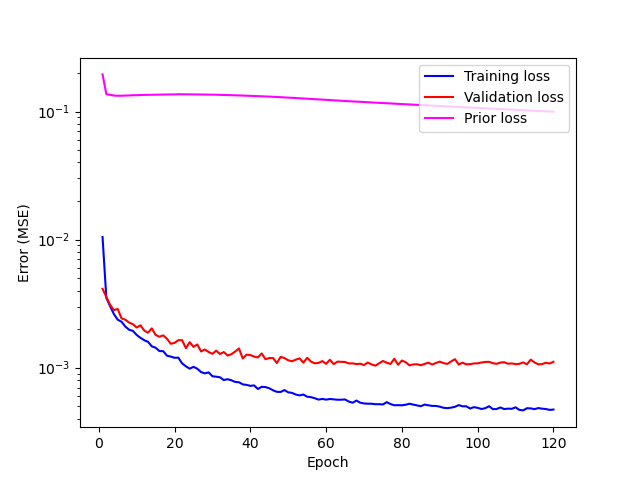 Training loss
Validation loss
Prior loss
10⁻¹
10⁻²
10⁻³
Error (MSE)
0 20 40 60 80 100 120
Epoch